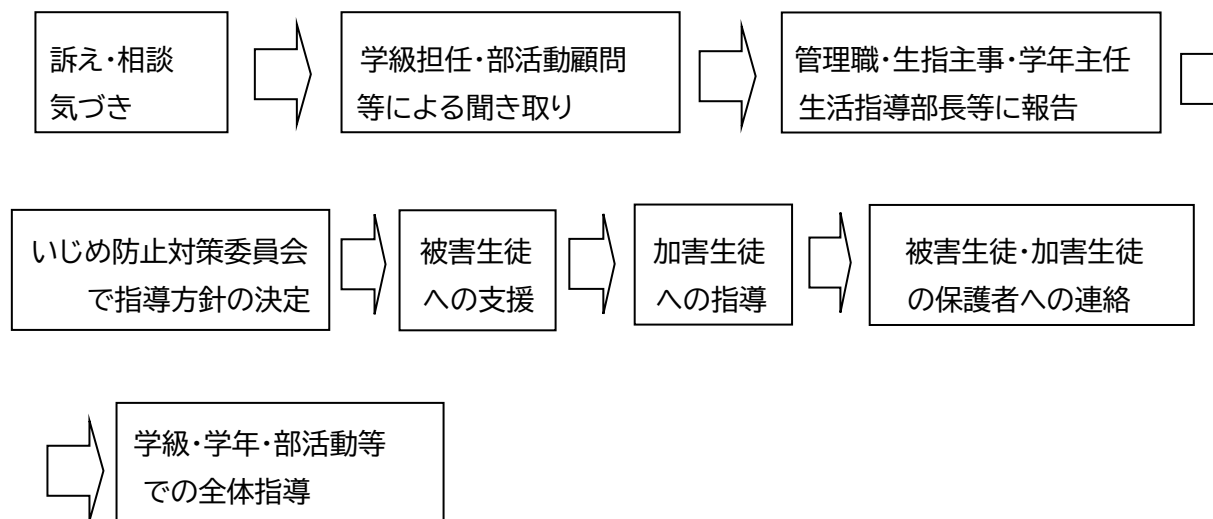 訴え・相談
気づき
学級担任・部活動顧問
等による聞き取り
管理職・生指主事・学年主任
生活指導部長等に報告
いじめ防止対策委員会
で指導方針の決定
被害生徒
への支援
加害生徒
への指導
被害生徒・加害生徒
の保護者への連絡
学級・学年・部活動等
での全体指導